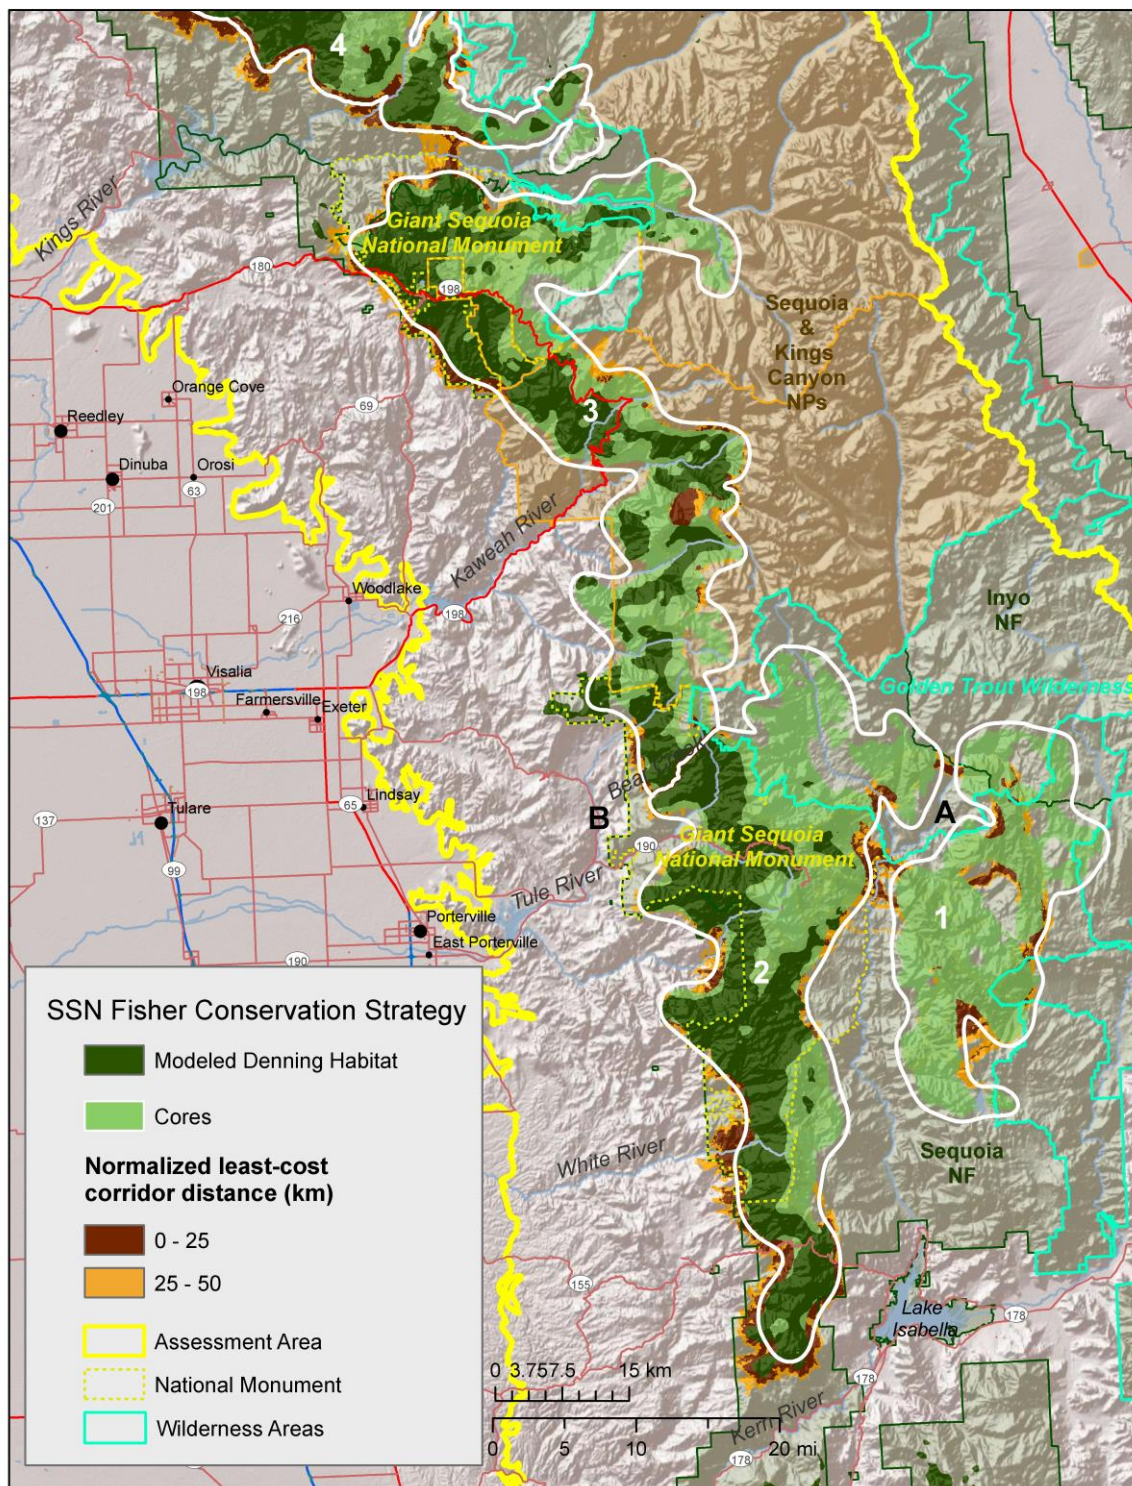 4
Kings River
Giant Sequoia
National Monument
180
198
Sequoia
&
Kings
Canyon
NPs
Orange Cove
69
3
Reedley
Dinuba
Orosi
63
201
Kaweah River
Woodlake
198
216
Inyo
NF
Visalia
198
Farmersville
Exeter
Golden Trout Wilderness
Tulare
Lindsay
65
137
A
B
Giant Sequoia
National Monument
190
99
Tule River
1
Porterville
East Porterville
190
2
SSN Fisher Conservation Strategy
Modeled Denning Habitat
Cores
Normalized least-cost
corridor distance (km)
0 - 25
25 - 50
Assessment Area
National Monument
Wilderness Areas
White River
Sequoia
NF
155
Lake
Isabella
178
178
0 3.75 7.5 15 km
Kern River
0 5 10 20 mi
178